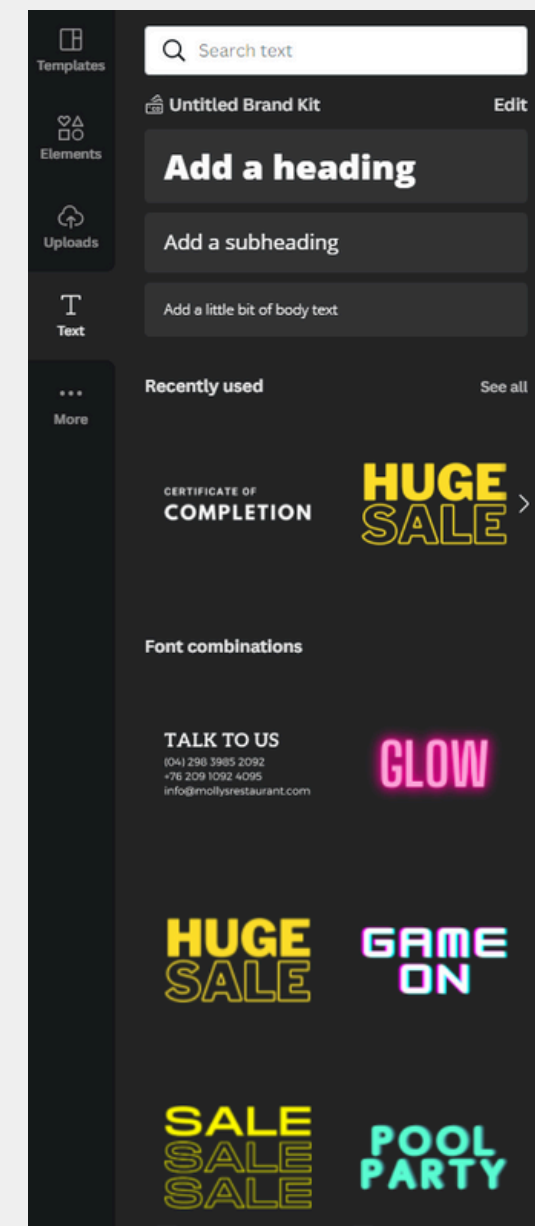 Templates
Elements
Uploads
Text
More
Search text
Untitled Brand Kit
Edit
Add a heading
Add a subheading
Add a little bit of body text
Recently used
See all
CERTIFICATE OF
COMPLETION
HUGE
SALE
Font combinations
TALK TO US
(04) 298 3985 2092
+76 209 1092 4095
info@mollysrestaurant.com
GLOW
HUGE
SALE
GAME
ON
SALE
SALE
SALE
POOL
PARTY